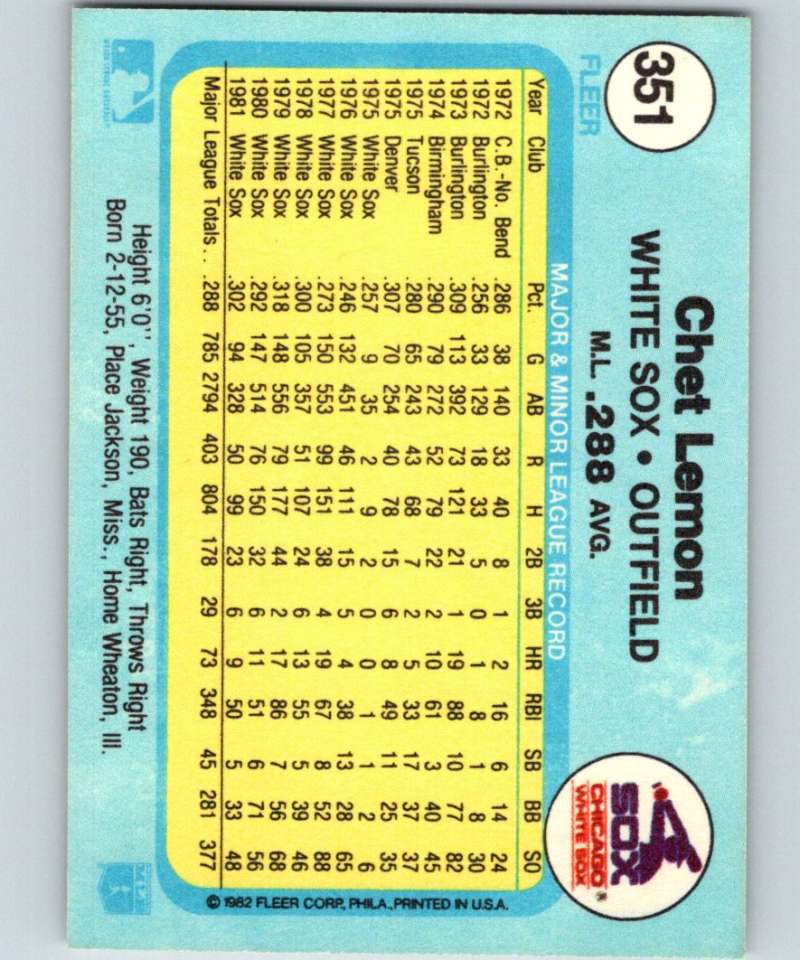 351
FLEER
Chet Lemon
WHITE SOX • OUTFIELD
M.L. .288 AVG.
SOX
CHICAGO
WHITE SOX
®
MAJOR & MINOR LEAGUE RECORD
Year Club Pct. G AB R H 2B 3B HR RBI SB BB SO
1972 C.B.-No. Bend .286 38 140 33 40 8 1 2 16 6 14 24
1972 Burlington .256 33 129 18 33 5 0 1 8 1 8 30
1973 Burlington .309 113 392 73 121 21 1 19 88 10 77 82
1974 Birmingham .290 79 272 52 79 22 2 10 61 3 40 45
1975 Tucson .280 65 243 43 68 7 2 5 33 17 37 37
1975 Denver .307 70 254 40 78 15 6 8 49 11 25 35
1975 White Sox .257 9 35 2 9 2 0 0 1 1 2 6
1976 White Sox .246 132 451 46 111 15 5 4 38 13 28 65
1977 White Sox .273 150 553 99 151 38 4 19 67 8 52 88
1978 White Sox .300 105 357 51 107 24 6 13 55 5 39 46
1979 White Sox .318 148 556 79 177 44 2 17 86 7 56 68
1980 White Sox .292 147 514 76 150 32 6 11 51 6 71 56
1981 White Sox .302 94 328 50 99 23 6 9 50 5 33 48
Major League Totals . . .288 785 2794 403 804 178 29 73 348 45 281 377
© 1982 FLEER CORP., PHILA., PRINTED IN U.S.A.
Height 6'0'', Weight 190, Bats Right, Throws Right
Born 2-12-55, Place Jackson, Miss., Home Wheaton, Ill.